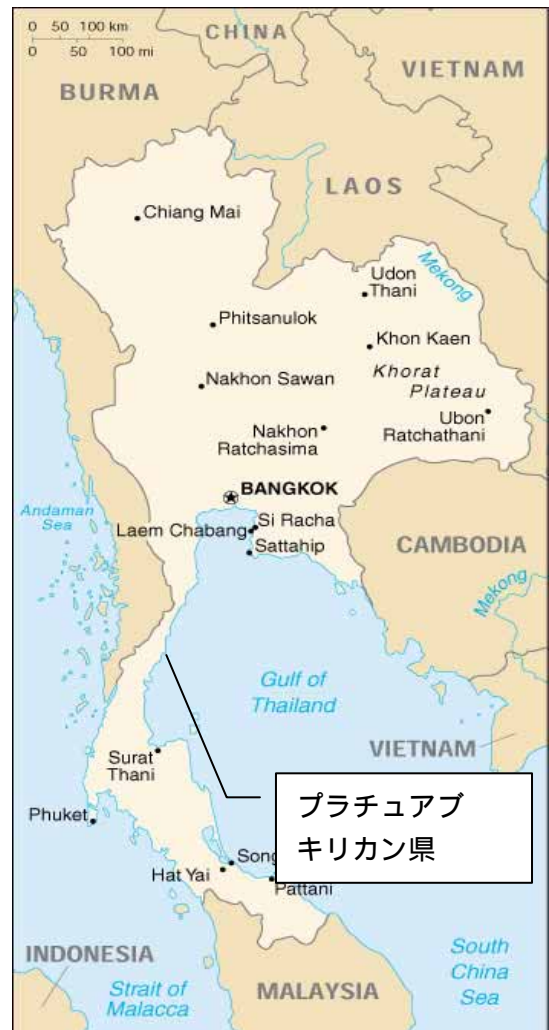 0 50 100 km
0 50 100 mi
CHINA
VIETNAM
BURMA
LAOS
Chiang Mai
Mekong
Udon
Thani
Phitsanulok
Khon Kaen
Khorat
Plateau
Nakhon Sawan
Ubon
Ratchathani
Nakhon
Ratchasima
BANGKOK
Andaman
Sea
Si Racha
Laem Chabang
Sattahip
CAMBODIA
Mekong
Gulf of
Thailand
VIETNAM
Surat
Thani
プラチュアブ
キリカン県
Phuket
Song
Hat Yai
Pattani
INDONESIA
Strait of
Malacca
MALAYSIA
South
China
Sea